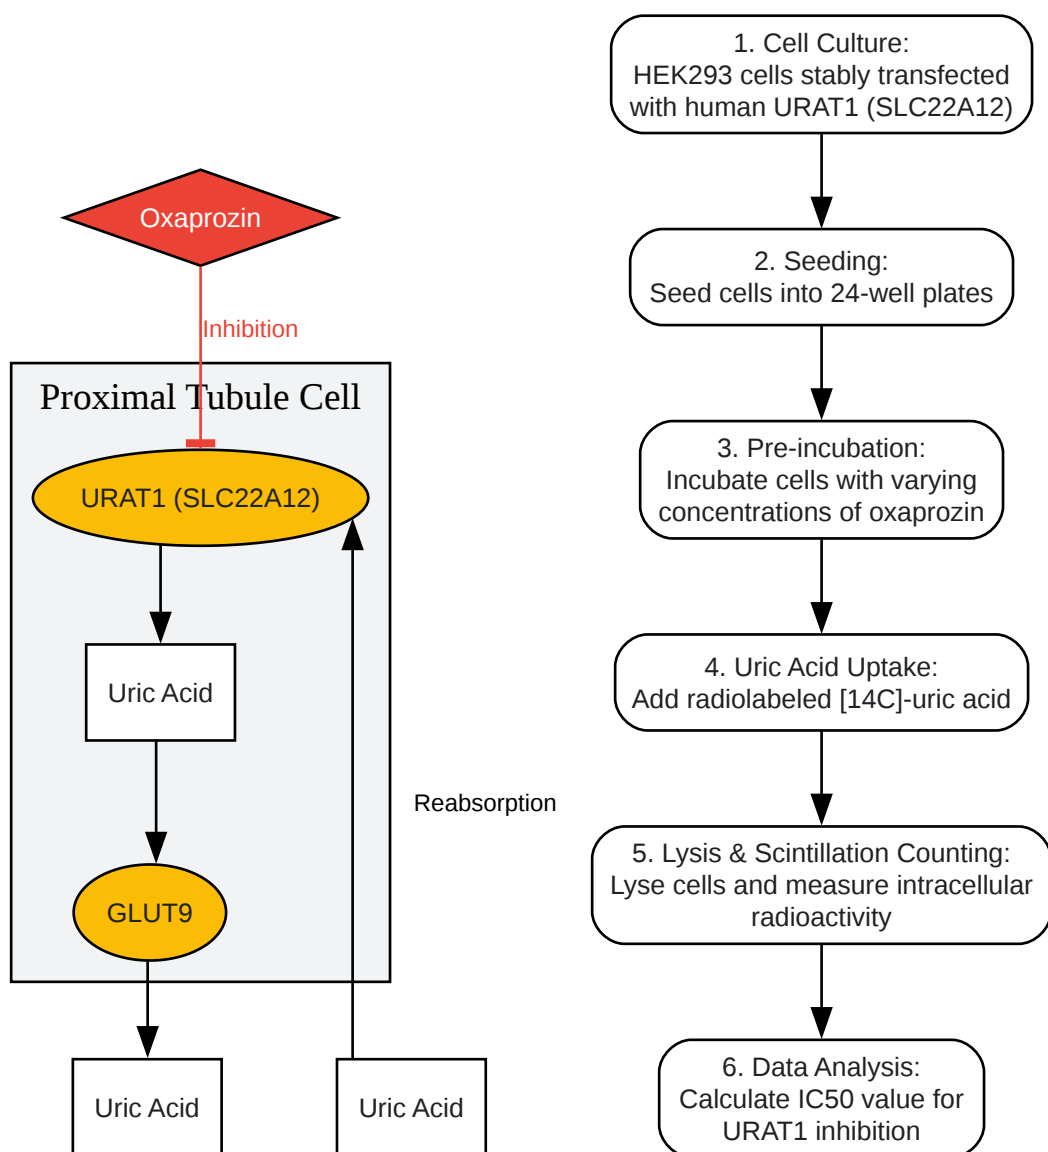 Oxaprozin
Inhibition
Proximal Tubule Cell
URAT1 (SLC22A12)
Uric Acid
Reabsorption
GLUT9
Uric Acid
Uric Acid
1. Cell Culture:
HEK293 cells stably transfected
with human URAT1 (SLC22A12)
2. Seeding:
Seed cells into 24-well plates
3. Pre-incubation:
Incubate cells with varying
concentrations of oxaprozin
4. Uric Acid Uptake:
Add radiolabeled [14C]-uric acid
5. Lysis & Scintillation Counting:
Lyse cells and measure intracellular
radioactivity
6. Data Analysis:
Calculate IC50 value for
URAT1 inhibition